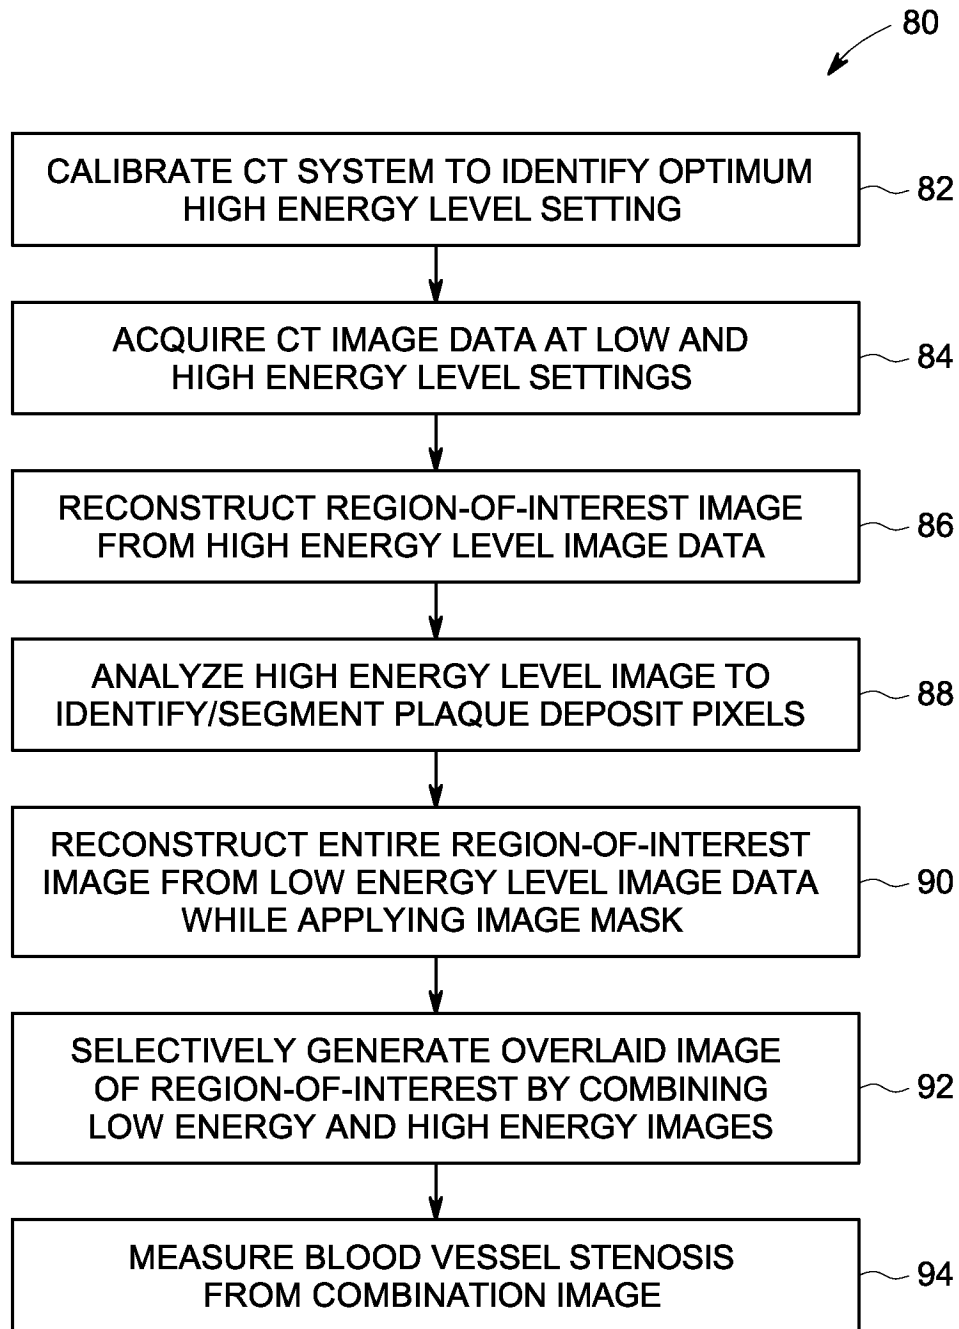 80
CALIBRATE CT SYSTEM TO IDENTIFY OPTIMUM
HIGH ENERGY LEVEL SETTING
82
ACQUIRE CT IMAGE DATA AT LOW AND
HIGH ENERGY LEVEL SETTINGS
84
RECONSTRUCT REGION-OF-INTEREST IMAGE
FROM HIGH ENERGY LEVEL IMAGE DATA
86
ANALYZE HIGH ENERGY LEVEL IMAGE TO
IDENTIFY/SEGMENT PLAQUE DEPOSIT PIXELS
88
RECONSTRUCT ENTIRE REGION-OF-INTEREST
IMAGE FROM LOW ENERGY LEVEL IMAGE DATA
WHILE APPLYING IMAGE MASK
90
SELECTIVELY GENERATE OVERLAID IMAGE
OF REGION-OF-INTEREST BY COMBINING
LOW ENERGY AND HIGH ENERGY IMAGES
92
MEASURE BLOOD VESSEL STENOSIS
FROM COMBINATION IMAGE
94